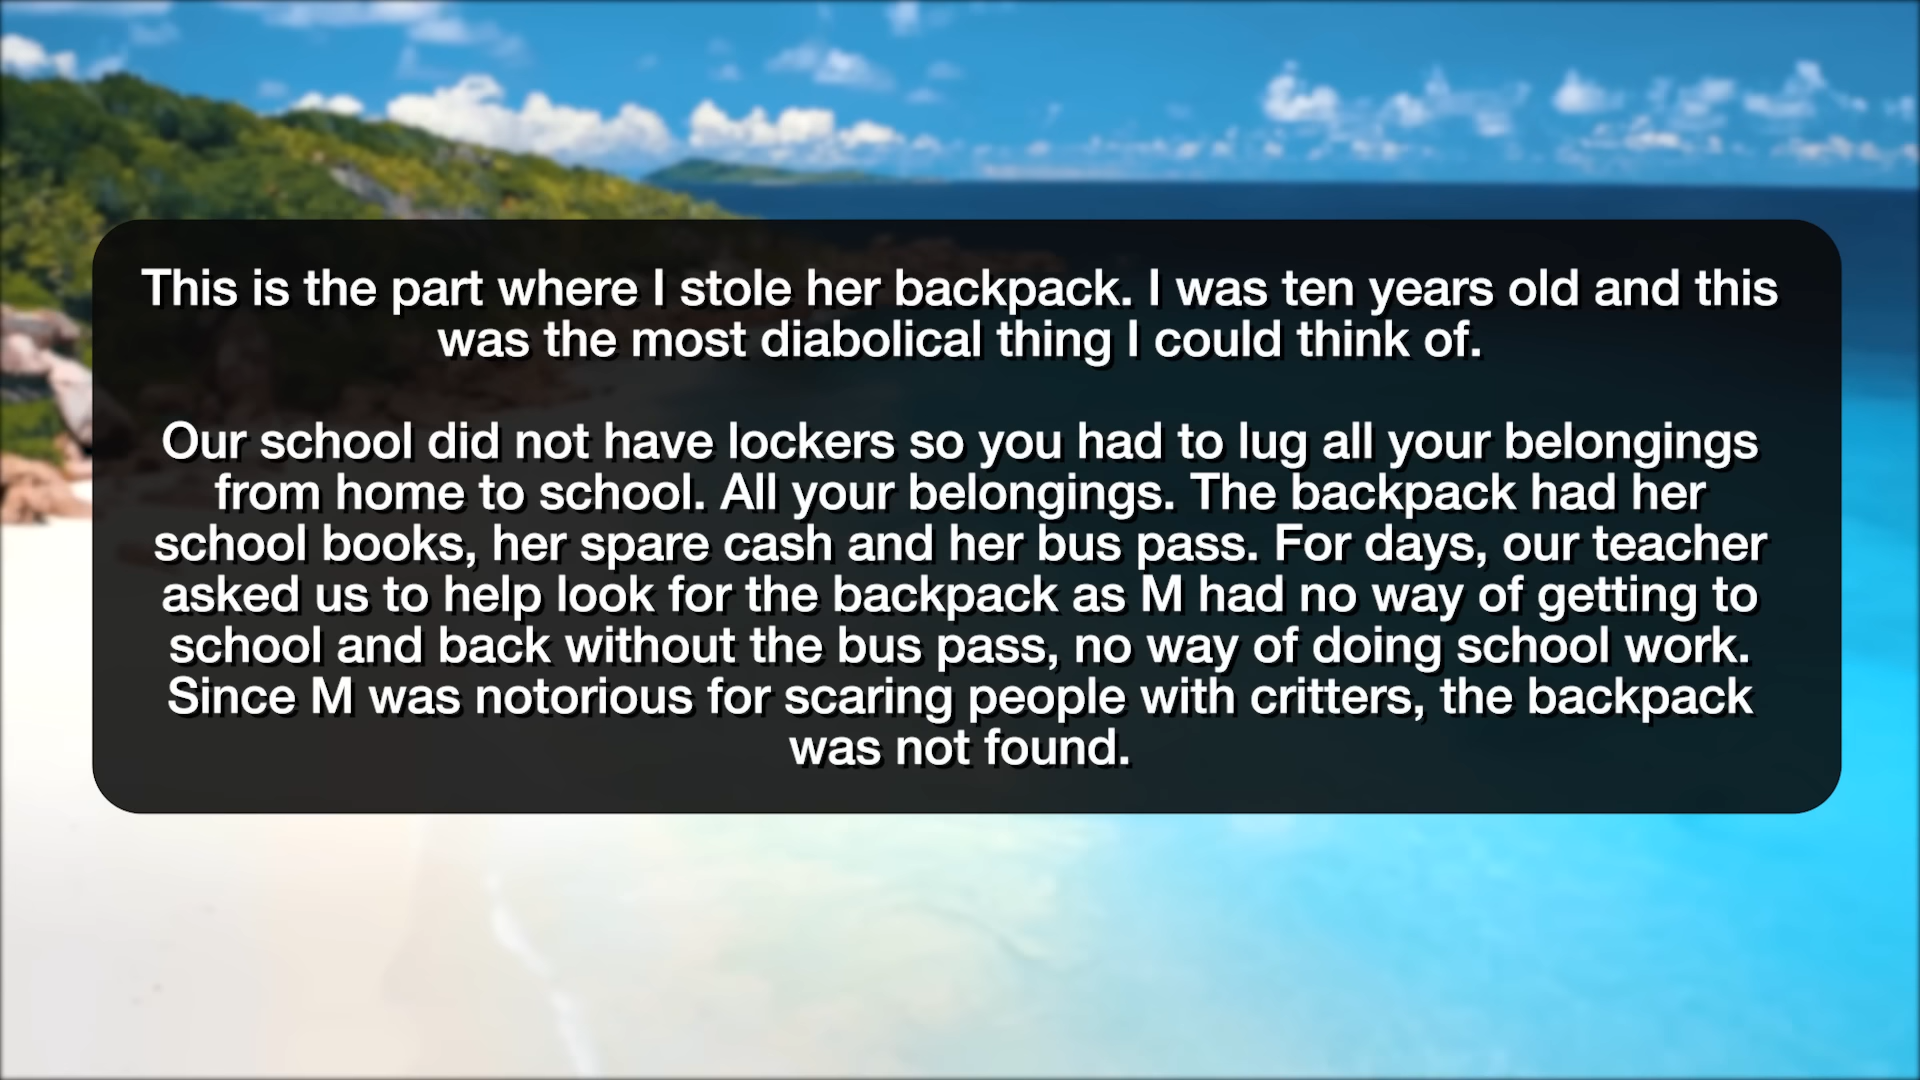 This is the part where I stole her backpack. I was ten years old and this
was the most diabolical thing I could think of.
Our school did not have lockers so you had to lug all your belongings
from home to school. All your belongings. The backpack had her
school books, her spare cash and her bus pass. For days, our teacher
asked us to help look for the backpack as M had no way of getting to
school and back without the bus pass, no way of doing school work.
Since M was notorious for scaring people with critters, the backpack
was not found.